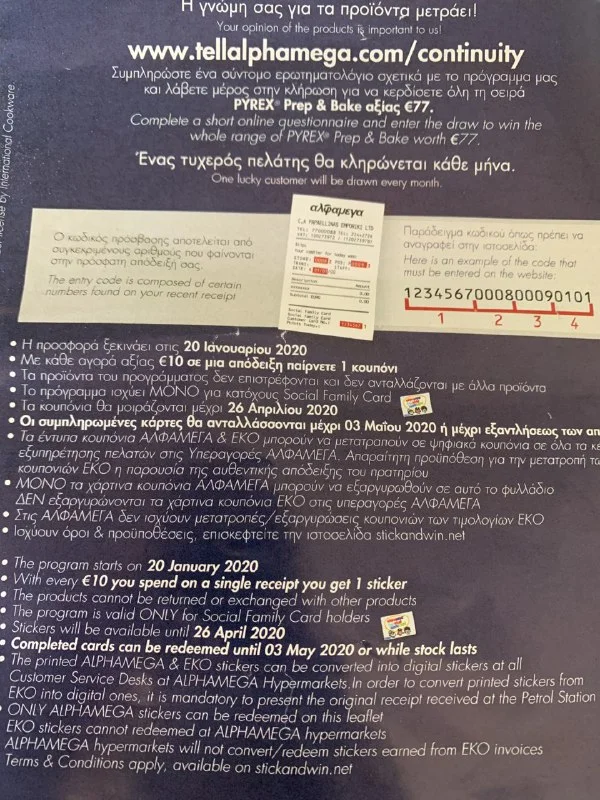 Η γνώμη σας για τα προϊόντα μετράει!
Your opinion of the products is important to us!
www.tellalphamega.com/continuity
Συμπληρώστε ένα σύντομο ερωτηματολόγιο σχετικά με το πρόγραμμα μας
και λάβετε μέρος στην κλήρωση για να κερδίσετε όλη τη σειρά
PYREX® Prep & Bake αξίας €77.
Complete a short online questionnaire and enter the draw to win the
whole range of PYREX® Prep & Bake worth €77.
Ένας τυχερός πελάτης θα κληρώνεται κάθε μήνα.
One lucky customer will be drawn every month.
license by International Cookware
Ο κωδικός πρόσβασης αποτελείται από
συγκεκριμένους αριθμούς που φαίνονται
στην πρόσφατη απόδειξη σας.
The entry code is composed of certain
numbers found on your recent receipt
αλφαμεγα
C.A PAPAELLINAS EMPORIKI LTD
Social Family Card
Παράδειγμα κωδικού όπως πρέπει να
αναγραφεί στην ιστοσελίδα:
Here is an example of the code that
must be entered on the website:
12345670008000901 01
1 2 3 4
• Η προσφορά ξεκινάει στις 20 Ιανουαρίου 2020
• Με κάθε αγορά αξίας €10 σε μια απόδειξη παίρνετε 1 κουπόνι
• Τα προϊόντα του προγράμματος δεν επιστρέφονται και δεν ανταλλάζονται με άλλα προϊόντα
• Το πρόγραμμα ισχύει ΜΟΝΟ για κατόχους Social Family Card
• Τα κουπόνια θα μοιράζονται μέχρι 26 Απριλίου 2020
• Οι συμπληρωμένες κάρτες θα ανταλλάσσονται μέχρι 03 Μαΐου 2020 ή μέχρι εξαντλήσεως των απ
• Τα έντυπα κουπόνια ΑΛΦΑΜΕΓΑ & ΕΚΟ μπορούν να μετατραπούν σε ψηφιακά κουπόνια σε όλα τα κέ
εξυπηρέτησης πελατών στις Υπεραγορές ΑΛΦΑΜΕΓΑ. Απαραίτητη προϋπόθεση για την μετατροπή τω
κουπονιών ΕΚΟ η παρουσία της αυθεντικής απόδειξης του πρατηρίου
• ΜΟΝΟ τα χάρτινα κουπόνια ΑΛΦΑΜΕΓΑ μπορούν να εξαργυρωθούν σε αυτό το φυλλάδιο
ΔΕΝ εξαργυρώνονται τα χάρτινα κουπόνια ΕΚΟ στις υπεραγορές ΑΛΦΑΜΕΓΑ
• Στις ΑΛΦΑΜΕΓΑ δεν ισχύουν μετατροπές/εξαργυρώσεις κουπονιών των τιμολογίων ΕΚΟ
• Ισχύουν όροι & προϋποθέσεις, επισκεφτείτε την ιστοσελίδα stickandwin.net
• The program starts on 20 January 2020
• With every €10 you spend on a single receipt you get 1 sticker
• The products cannot be returned or exchanged with other products
• The program is valid ONLY for Social Family Card holders
• Stickers will be available until 26 April 2020
• Completed cards can be redeemed until 03 May 2020 or while stock lasts
• The printed ALPHAMEGA & EKO stickers can be converted into digital stickers at all
Customer Service Desks at ALPHAMEGA Hypermarkets.In order to convert printed stickers from
EKO into digital ones, it is mandatory to present the original receipt received at the Petrol Station
• ONLY ALPHAMEGA stickers can be redeemed on this leaflet
EKO stickers cannot redeemed at ALPHAMEGA hypermarkets
ALPHAMEGA hypermarkets will not convert/redeem stickers earned from EKO invoices
Terms & Conditions apply, available on stickandwin.net